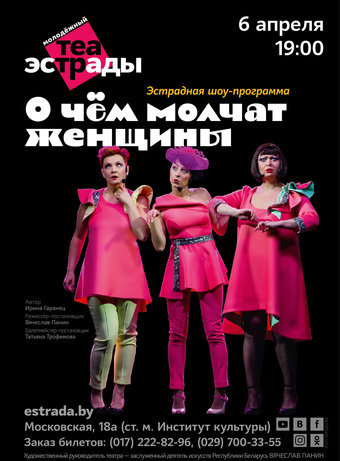 молодёжный
театр
эстрады
6 апреля
19:00
Эстрадная шоу-программа
О чём молчат
женщины
Автор
Ирина Гаранец
Режиссёр-постановщик
Вячеслав Панин
Балетмейстер-постановщик
Татьяна Трофимова
estrada.by
Московская, 18а (ст. м. Институт культуры)
Заказ билетов: (017) 222-82-96, (029) 700-33-55
Художественный руководитель театра — заслуженный деятель искусств Республики Беларусь ВЯЧЕСЛАВ ПАНИН